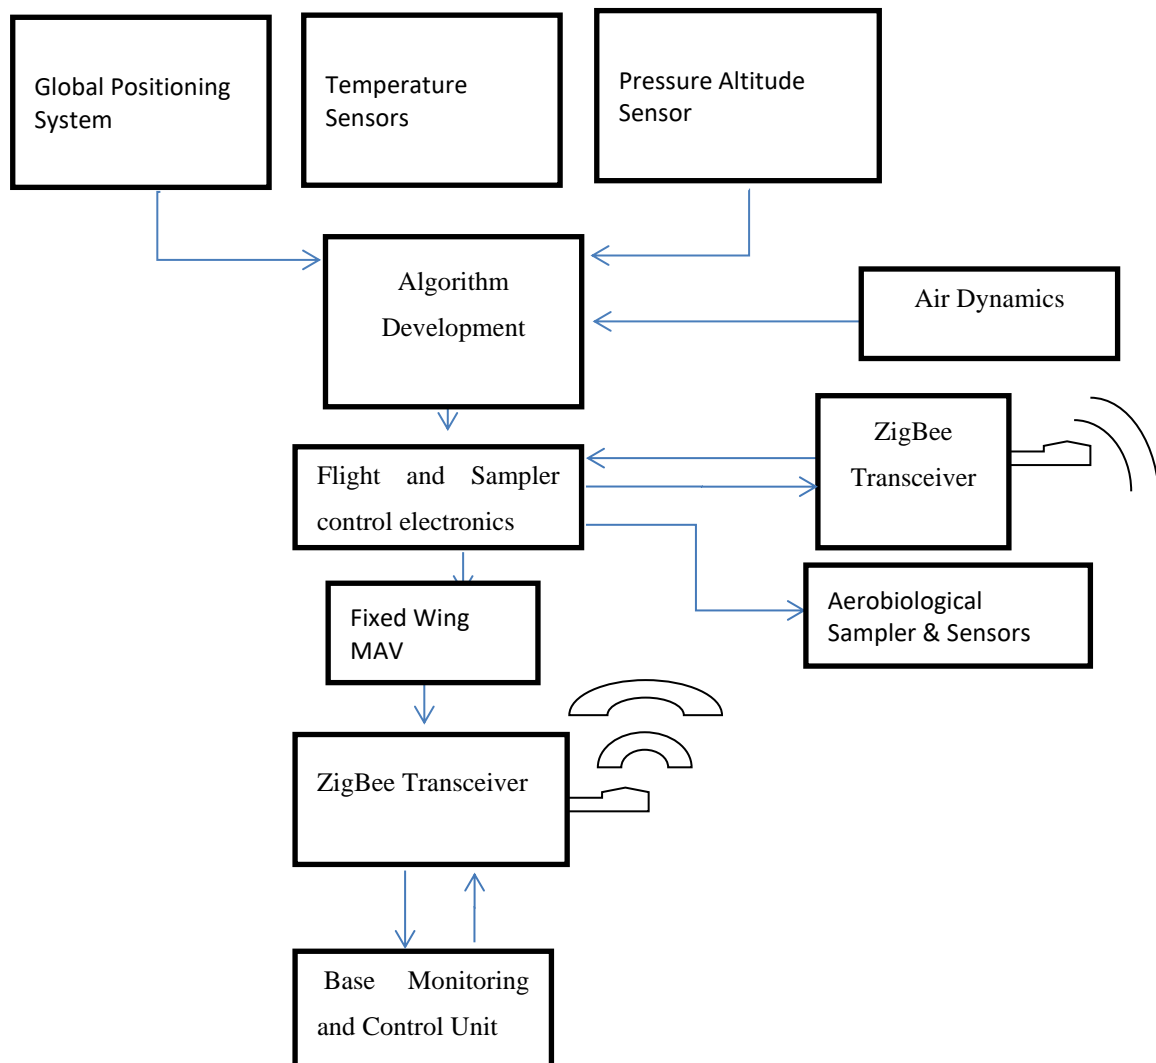 Global Positioning
System
Temperature
Sensors
Pressure Altitude
Sensor
Algorithm
Development
Air Dynamics
ZigBee
Transceiver
Flight and Sampler
control electronics
Aerobiological
Sampler & Sensors
Fixed Wing
MAV
ZigBee Transceiver
Base Monitoring
and Control Unit